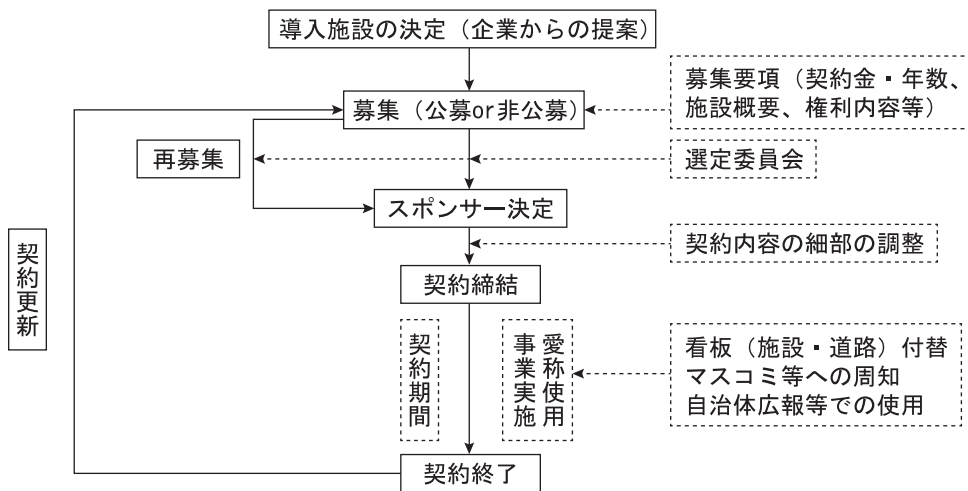 導入施設の決定（企業からの提案）
募集（公募or非公募）
募集要項（契約金・年数、
施設概要、権利内容等）
再募集
選定委員会
スポンサー決定
契約内容の細部の調整
契約更新
契約締結
契約期間
愛称使用
事業実施
看板（施設・道路）付替
マスコミ等への周知
自治体広報等での使用
契約終了